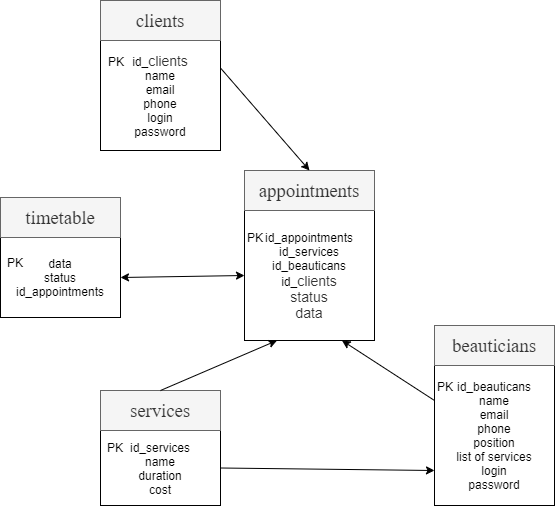 clients
PK id_clients
name
email
phone
login
password
appointments
PK id_appointments
id_services
id_beauticans
id_clients
status
data
timetable
PK data
status
id_appointments
beauticians
PK id_beauticans
name
email
phone
position
list of services
login
password
services
PK id_services
name
duration
cost